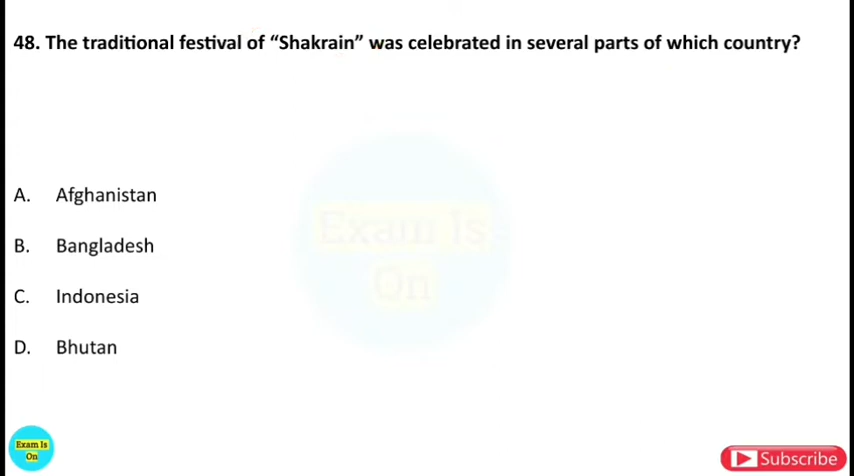 48. The traditional festival of “Shakrain” was celebrated in several parts of which country?
A. Afghanistan
B. Bangladesh
C. Indonesia
D. Bhutan
Exam Is
On
Exam Is
On
Subscribe